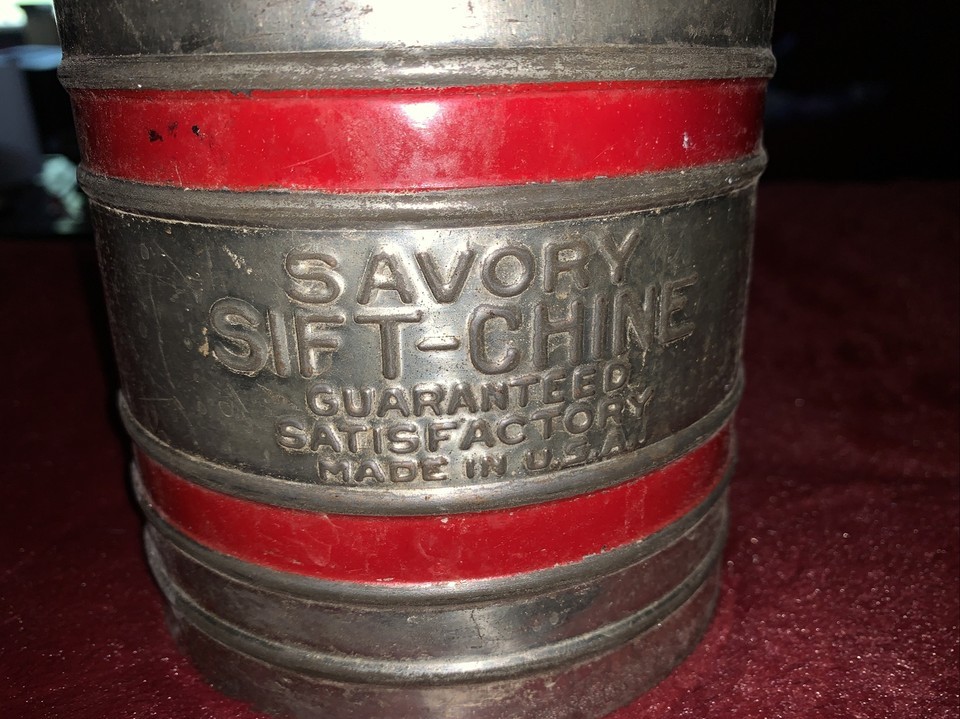 SAVORY
SIFT-CHINE
GUARANTEED
SATISFACTORY
MADE IN U.S.A.